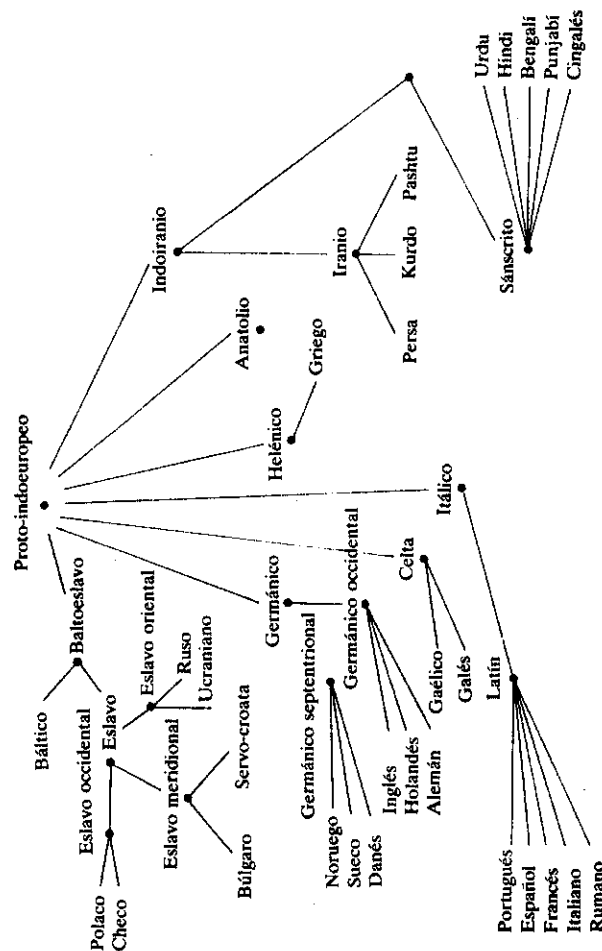 Proto-indoeuropeo
Baltoeslavo
Báltico
Eslavo
Eslavo occidental
Polaco
Checo
Eslavo oriental
Ruso
Ucraniano
Eslavo meridional
Búlgaro
Servo-croata
Germánico
Germánico septentrional
Noruego
Sueco
Danés
Germánico occidental
Inglés
Holandés
Alemán
Celta
Gaélico
Galés
Itálico
Latín
Portugués
Español
Francés
Italiano
Rumano
Helénico
Griego
Anatolio
Indoiranio
Iranio
Persa
Kurdo
Pashtu
Sánscrito
Urdu
Hindi
Bengalí
Punjabí
Cingalés